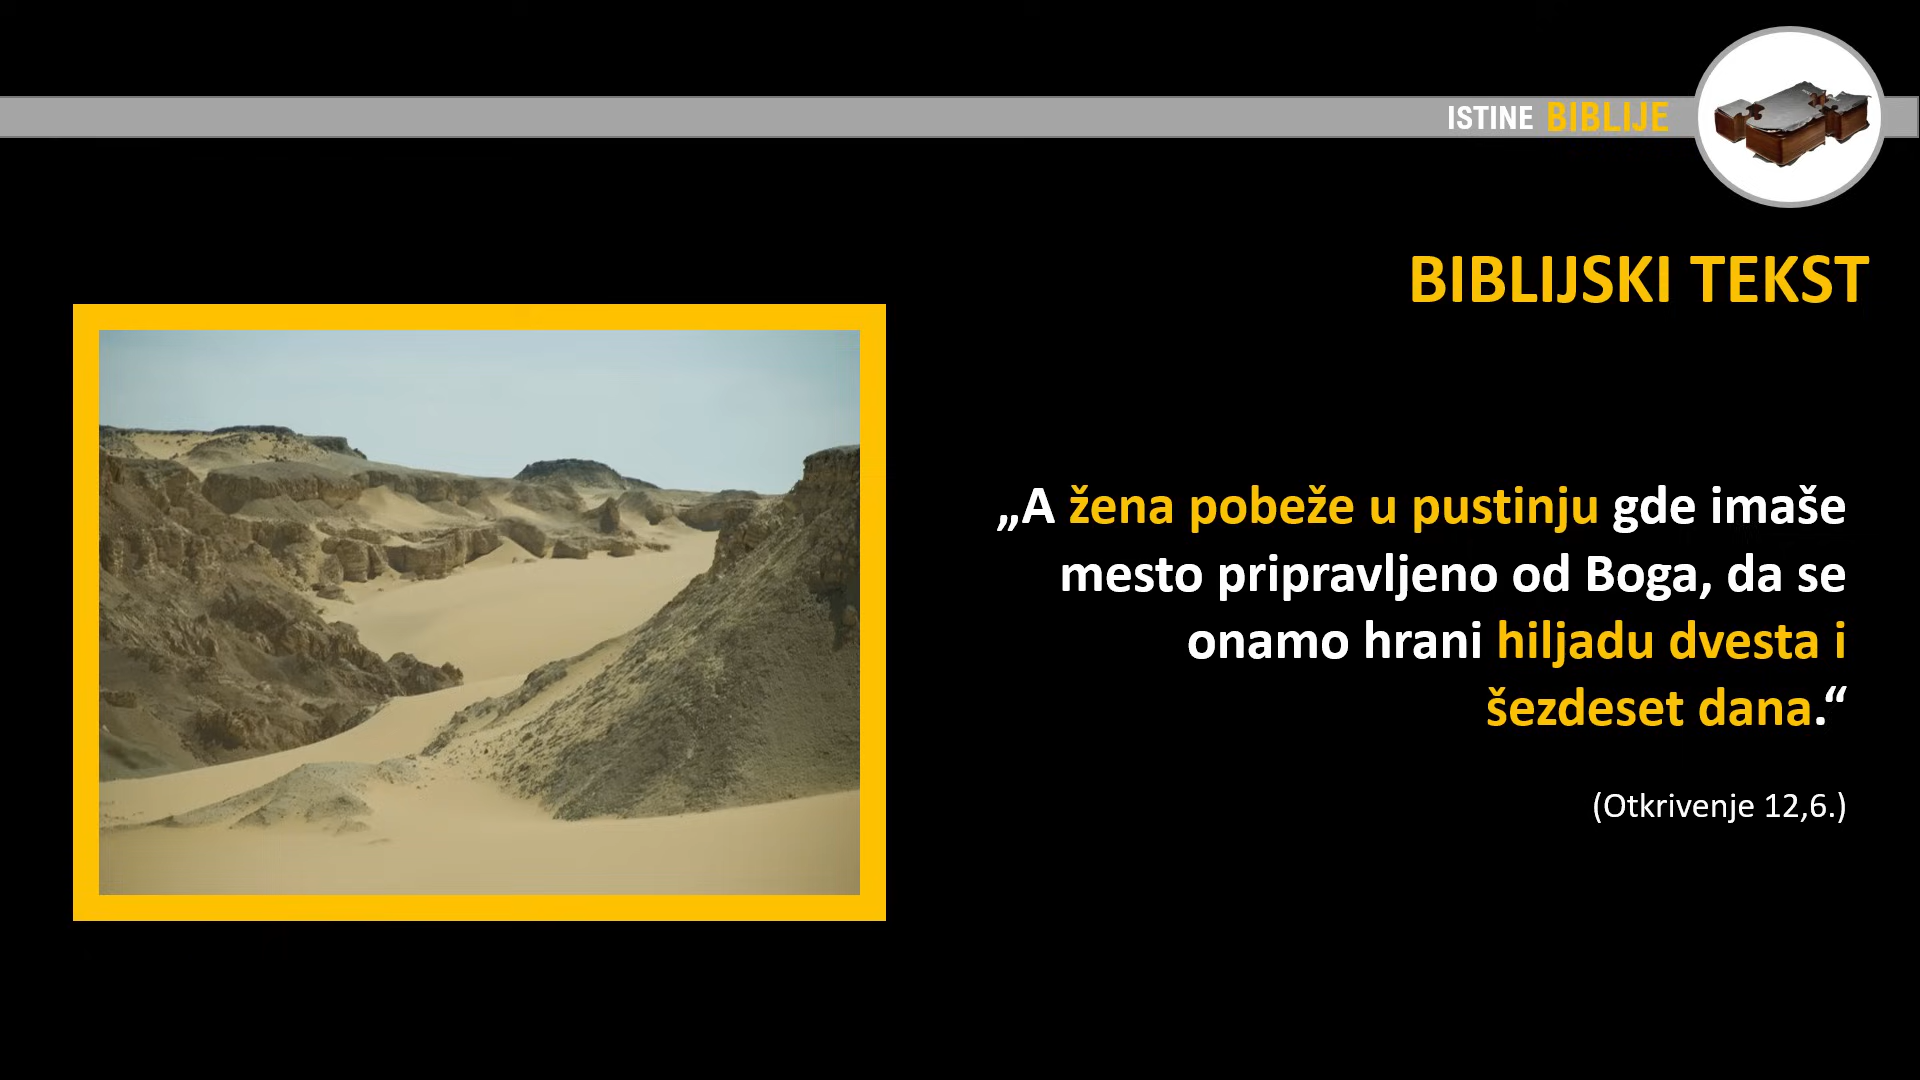 ISTINE BIBLIJE
BIBLIJSKI TEKST
„A žena pobeže u pustinju gde imaše
mesto pripravljeno od Boga, da se
onamo hrani hiljadu dvesta i
šezdeset dana.“
(Otkrivenje 12,6.)